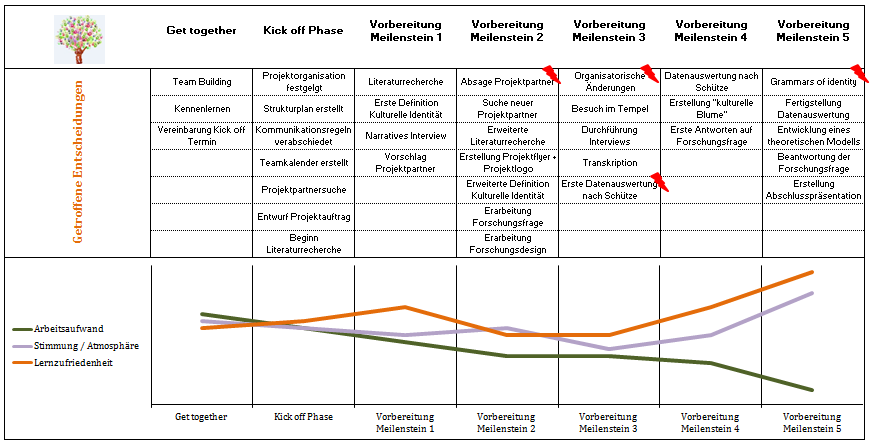 Get together
Kick off Phase
Vorbereitung
Meilenstein 1
Vorbereitung
Meilenstein 2
Vorbereitung
Meilenstein 3
Vorbereitung
Meilenstein 4
Vorbereitung
Meilenstein 5
Getroffene Entscheidungen
Team Building
Projektorganisation
festgelgt
Literaturrecherche
Absage Projektpartner
Organisatorische
Änderungen
Datenauswertung nach
Schütze
Grammars of identity
Kennenlernen
Strukturplan erstellt
Erste Definition
Kulturelle Identität
Suche neuer
Projektpartner
Besuch im Tempel
Erstellung "kulturelle
Blume"
Fertigstellung
Datenauswertung
Vereinbarung Kick off
Termin
Kommunikationsregeln
verabschiedet
Narratives Interview
Erweiterte
Literaturrecherche
Durchführung
Interviews
Erste Antworten auf
Forschungsfrage
Entwicklung eines
theoretischen Modells
Teamkalender erstellt
Vorschlag
Projektpartner
Erstellung Projektflyer +
Projektlogo
Transkription
Beantwortung der
Forschungsfrage
Projektpartnersuche
Erweiterte Definition
Kulturelle Identität
Erste Datenauswertung
nach Schütze
Erstellung
Abschlusspräsentation
Entwurf Projektauftrag
Erarbeitung
Forschungsfrage
Beginn
Literaturrecherche
Erarbeitung
Forschungsdesign
Arbeitsaufwand
Stimmung / Atmosphäre
Lernzufriedenheit
Get together
Kick off Phase
Vorbereitung
Meilenstein 1
Vorbereitung
Meilenstein 2
Vorbereitung
Meilenstein 3
Vorbereitung
Meilenstein 4
Vorbereitung
Meilenstein 5